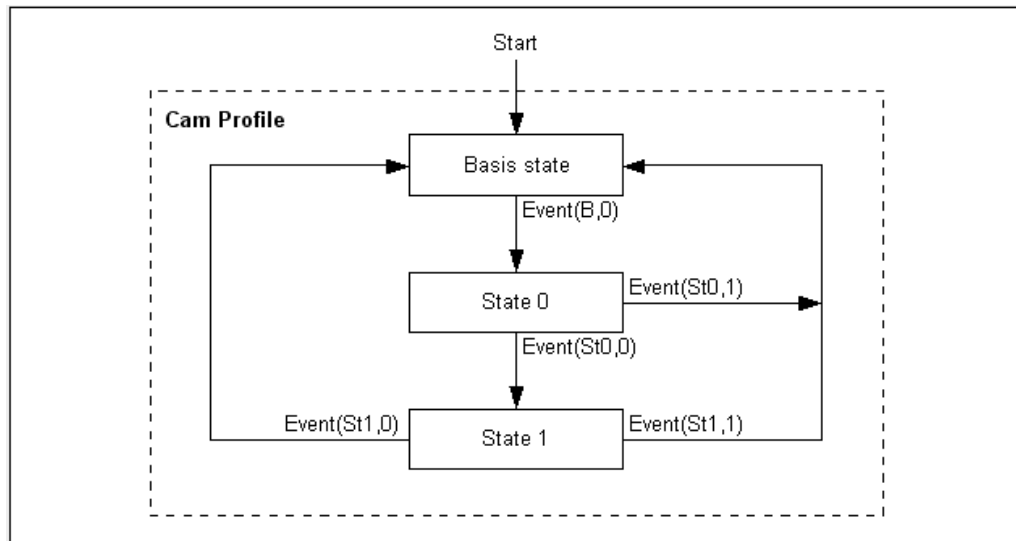 Start
Cam Profile
Basis state
Event(B,0)
State 0
Event(St0,1)
Event(St0,0)
Event(St1,0)
State 1
Event(St1,1)